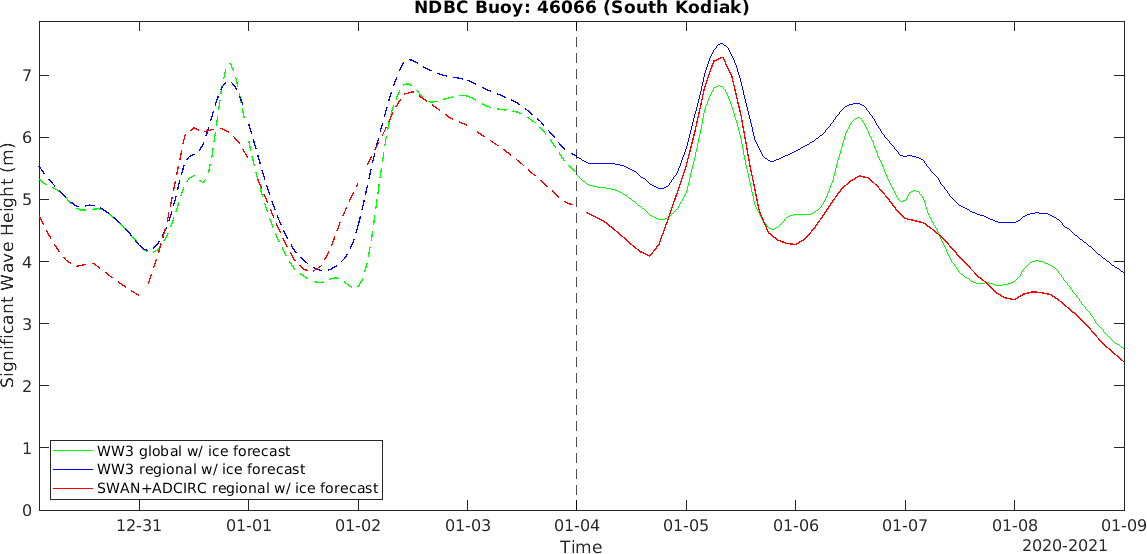 NDBC Buoy: 46066 (South Kodiak)
Significant Wave Height (m)
7
6
5
4
3
2
1
0
WW3 global w/ ice forecast
WW3 regional w/ ice forecast
SWAN+ADCIRC regional w/ ice forecast
12-31 01-01 01-02 01-03 01-04 01-05 01-06 01-07 01-08 01-09
Time
2020-2021